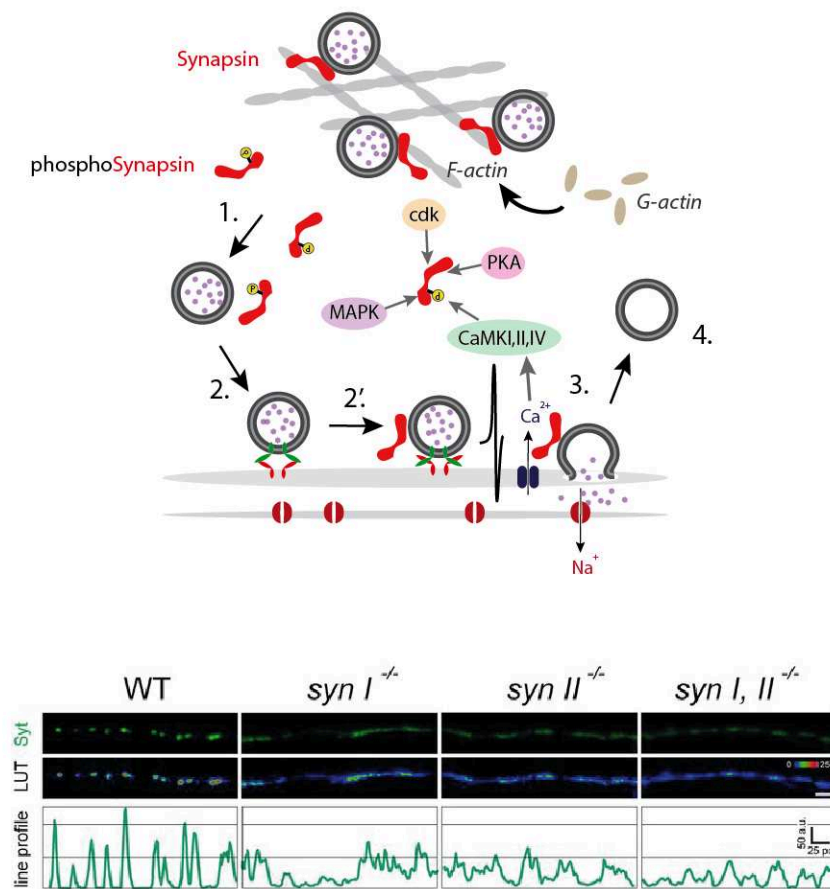 Synapsin
phosphoSynapsin
P
F-actin
G-actin
1.
cdk
P
PKA
P
P
MAPK
CaMKI,II,IV
4.
2.
2'.
3.
Ca2+
Na+
WT
syn I -/-
syn II -/-
syn I, II -/-
Syt
LUT
0
line profile
50 a.u.